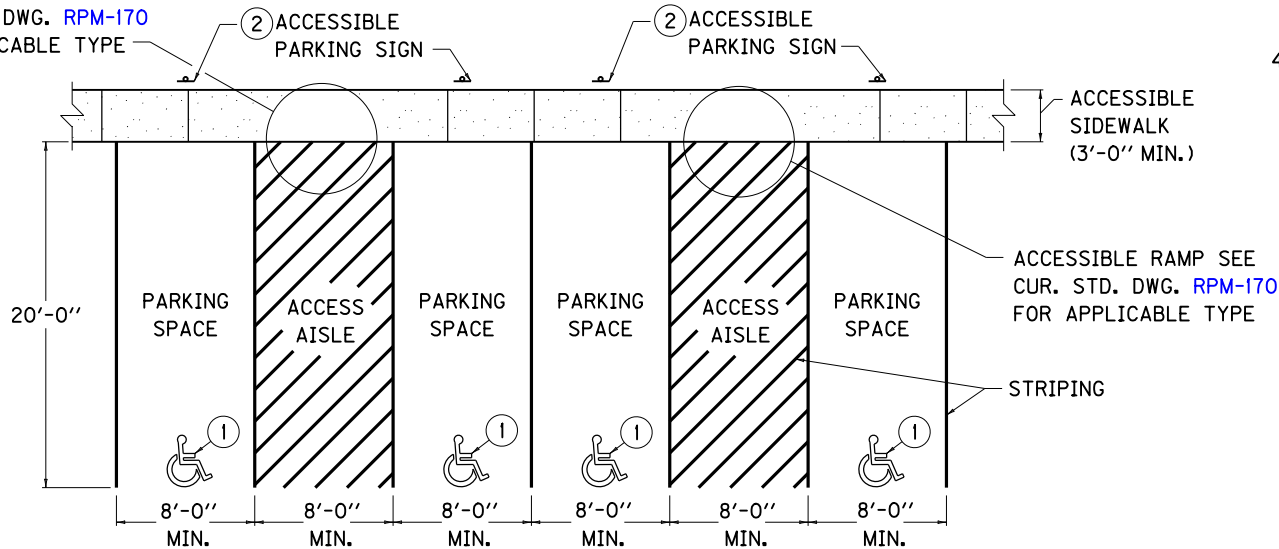 DWG. RPM-170
CABLE TYPE
2 ACCESSIBLE
PARKING SIGN
2 ACCESSIBLE
PARKING SIGN
4
ACCESSIBLE
SIDEWALK
(3'-0" MIN.)
ACCESSIBLE RAMP SEE
CUR. STD. DWG. RPM-170
FOR APPLICABLE TYPE
STRIPING
20'-0"
PARKING
SPACE
ACCESS
AISLE
PARKING
SPACE
PARKING
SPACE
ACCESS
AISLE
PARKING
SPACE
1
1
1
1
8'-0"
MIN.
8'-0"
MIN.
8'-0"
MIN.
8'-0"
MIN.
8'-0"
MIN.
8'-0"
MIN.